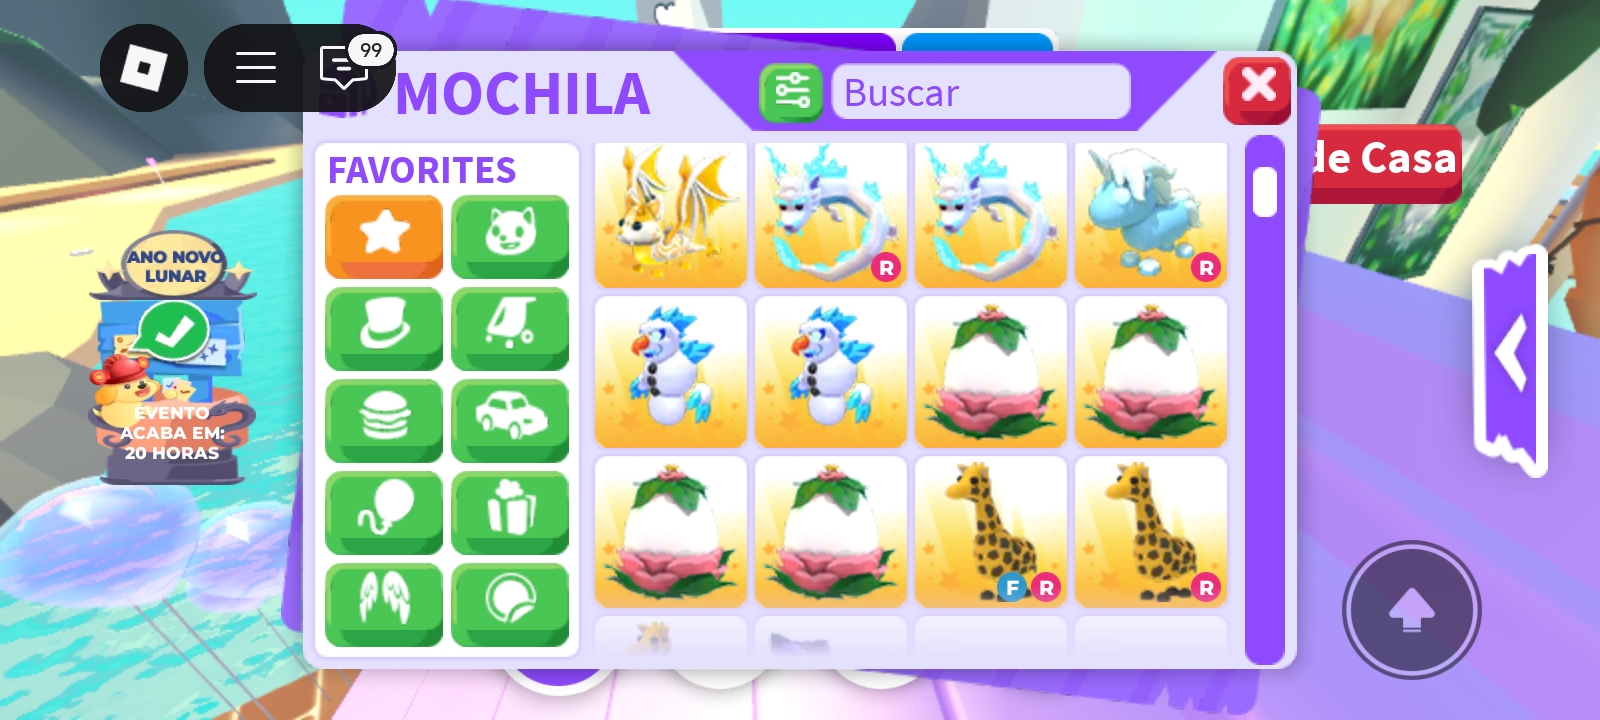 99
MOCHILA
Buscar
FAVORITES
de Casa
ANO NOVO
LUNAR
EVENTO
ACABA EM:
20 HORAS
R
R
F R
R